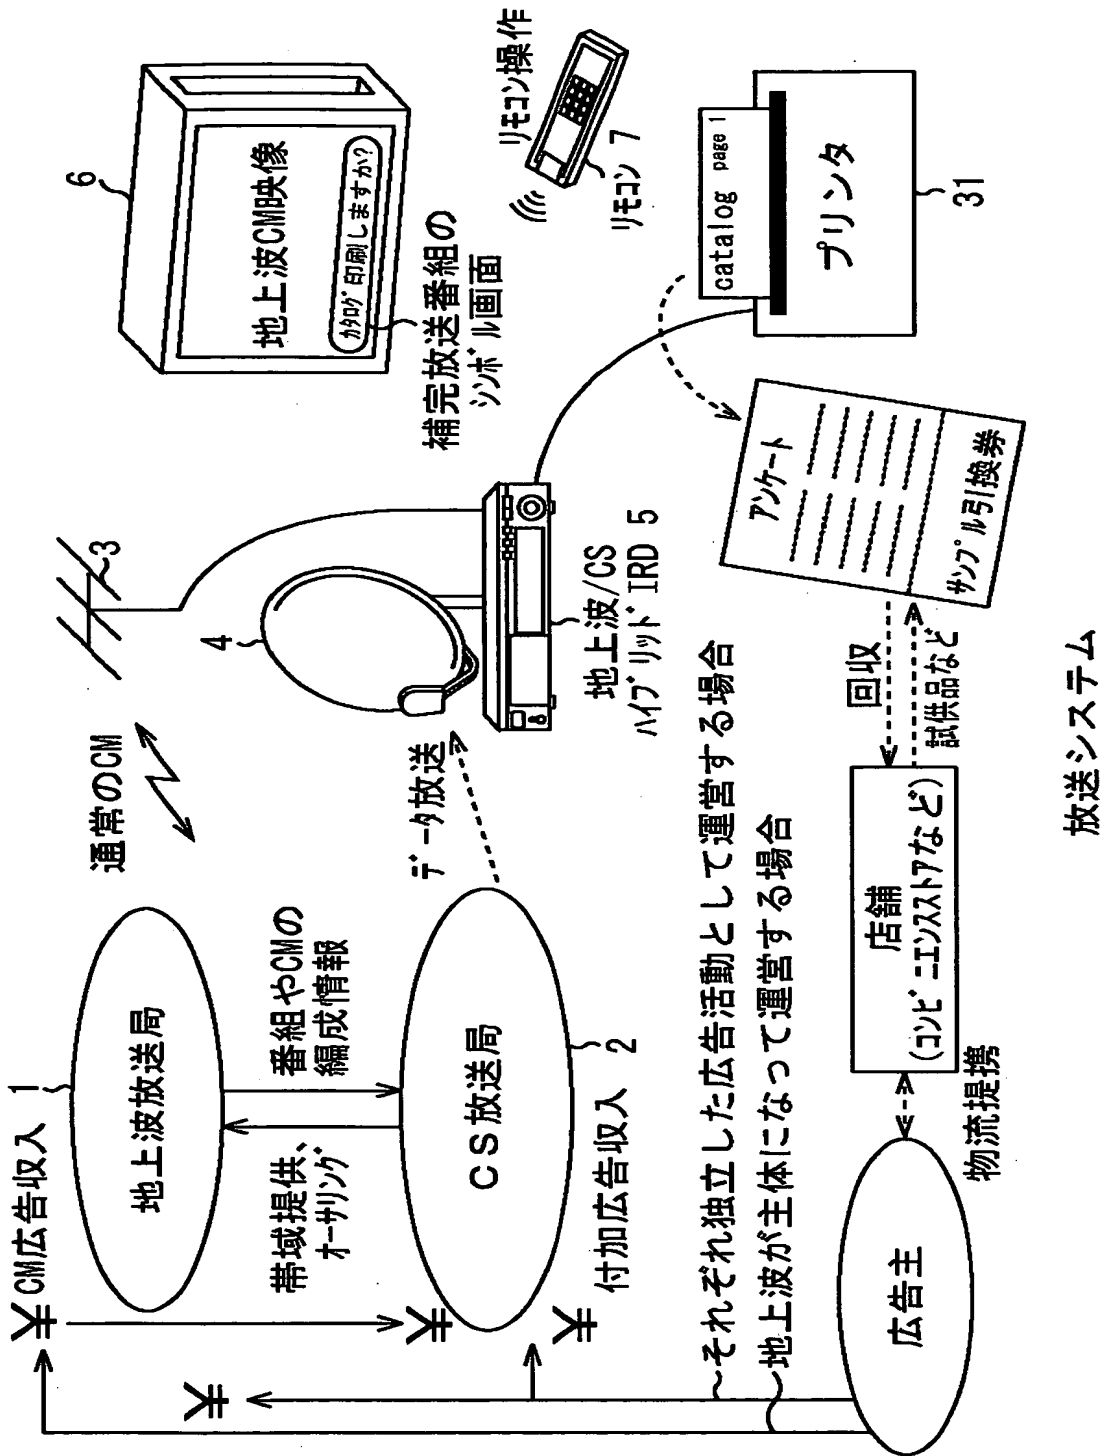 ¥ CM広告収入
1
地上波放送局
通常のCM
3
6
地上波CM映像
ｶﾀﾛｸﾞ印刷しますか?
補完放送番組の
ｼﾝﾎﾞﾙ画面
リモコン操作
リモコン 7
帯域提供、
ｵｰｻﾘﾝｸﾞ
番組やCMの
編成情報
4
データ放送
¥
¥
CS放送局
2
¥
付加広告収入
地上波/CS
ﾊｲﾌﾞﾘｯﾄﾞIRD 5
catalog page 1
プリンタ
31
それぞれ独立した広告活動として運営する場合
地上波が主体になって運営する場合
アンケート
ｻﾝﾌﾟﾙ引換券
広告主
物流提携
店舗
(ｺﾝﾋﾞﾆｴﾝｽｽﾄｱなど)
回収
試供品など
放送システム